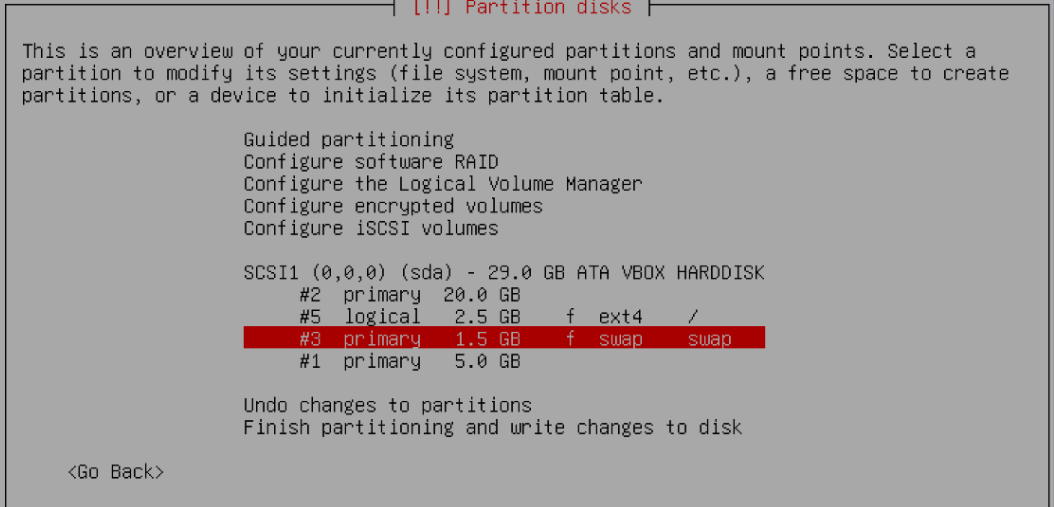 [!!] Partition disks
This is an overview of your currently configured partitions and mount points. Select a
partition to modify its settings (file system, mount point, etc.), a free space to create
partitions, or a device to initialize its partition table.
Guided partitioning
Configure software RAID
Configure the Logical Volume Manager
Configure encrypted volumes
Configure iSCSI volumes
SCSI1 (0,0,0) (sda) - 29.0 GB ATA VBOX HARDDISK
#2 primary 20.0 GB
#5 logical 2.5 GB f ext4 /
#3 primary 1.5 GB f swap swap
#1 primary 5.0 GB
Undo changes to partitions
Finish partitioning and write changes to disk
<Go Back>